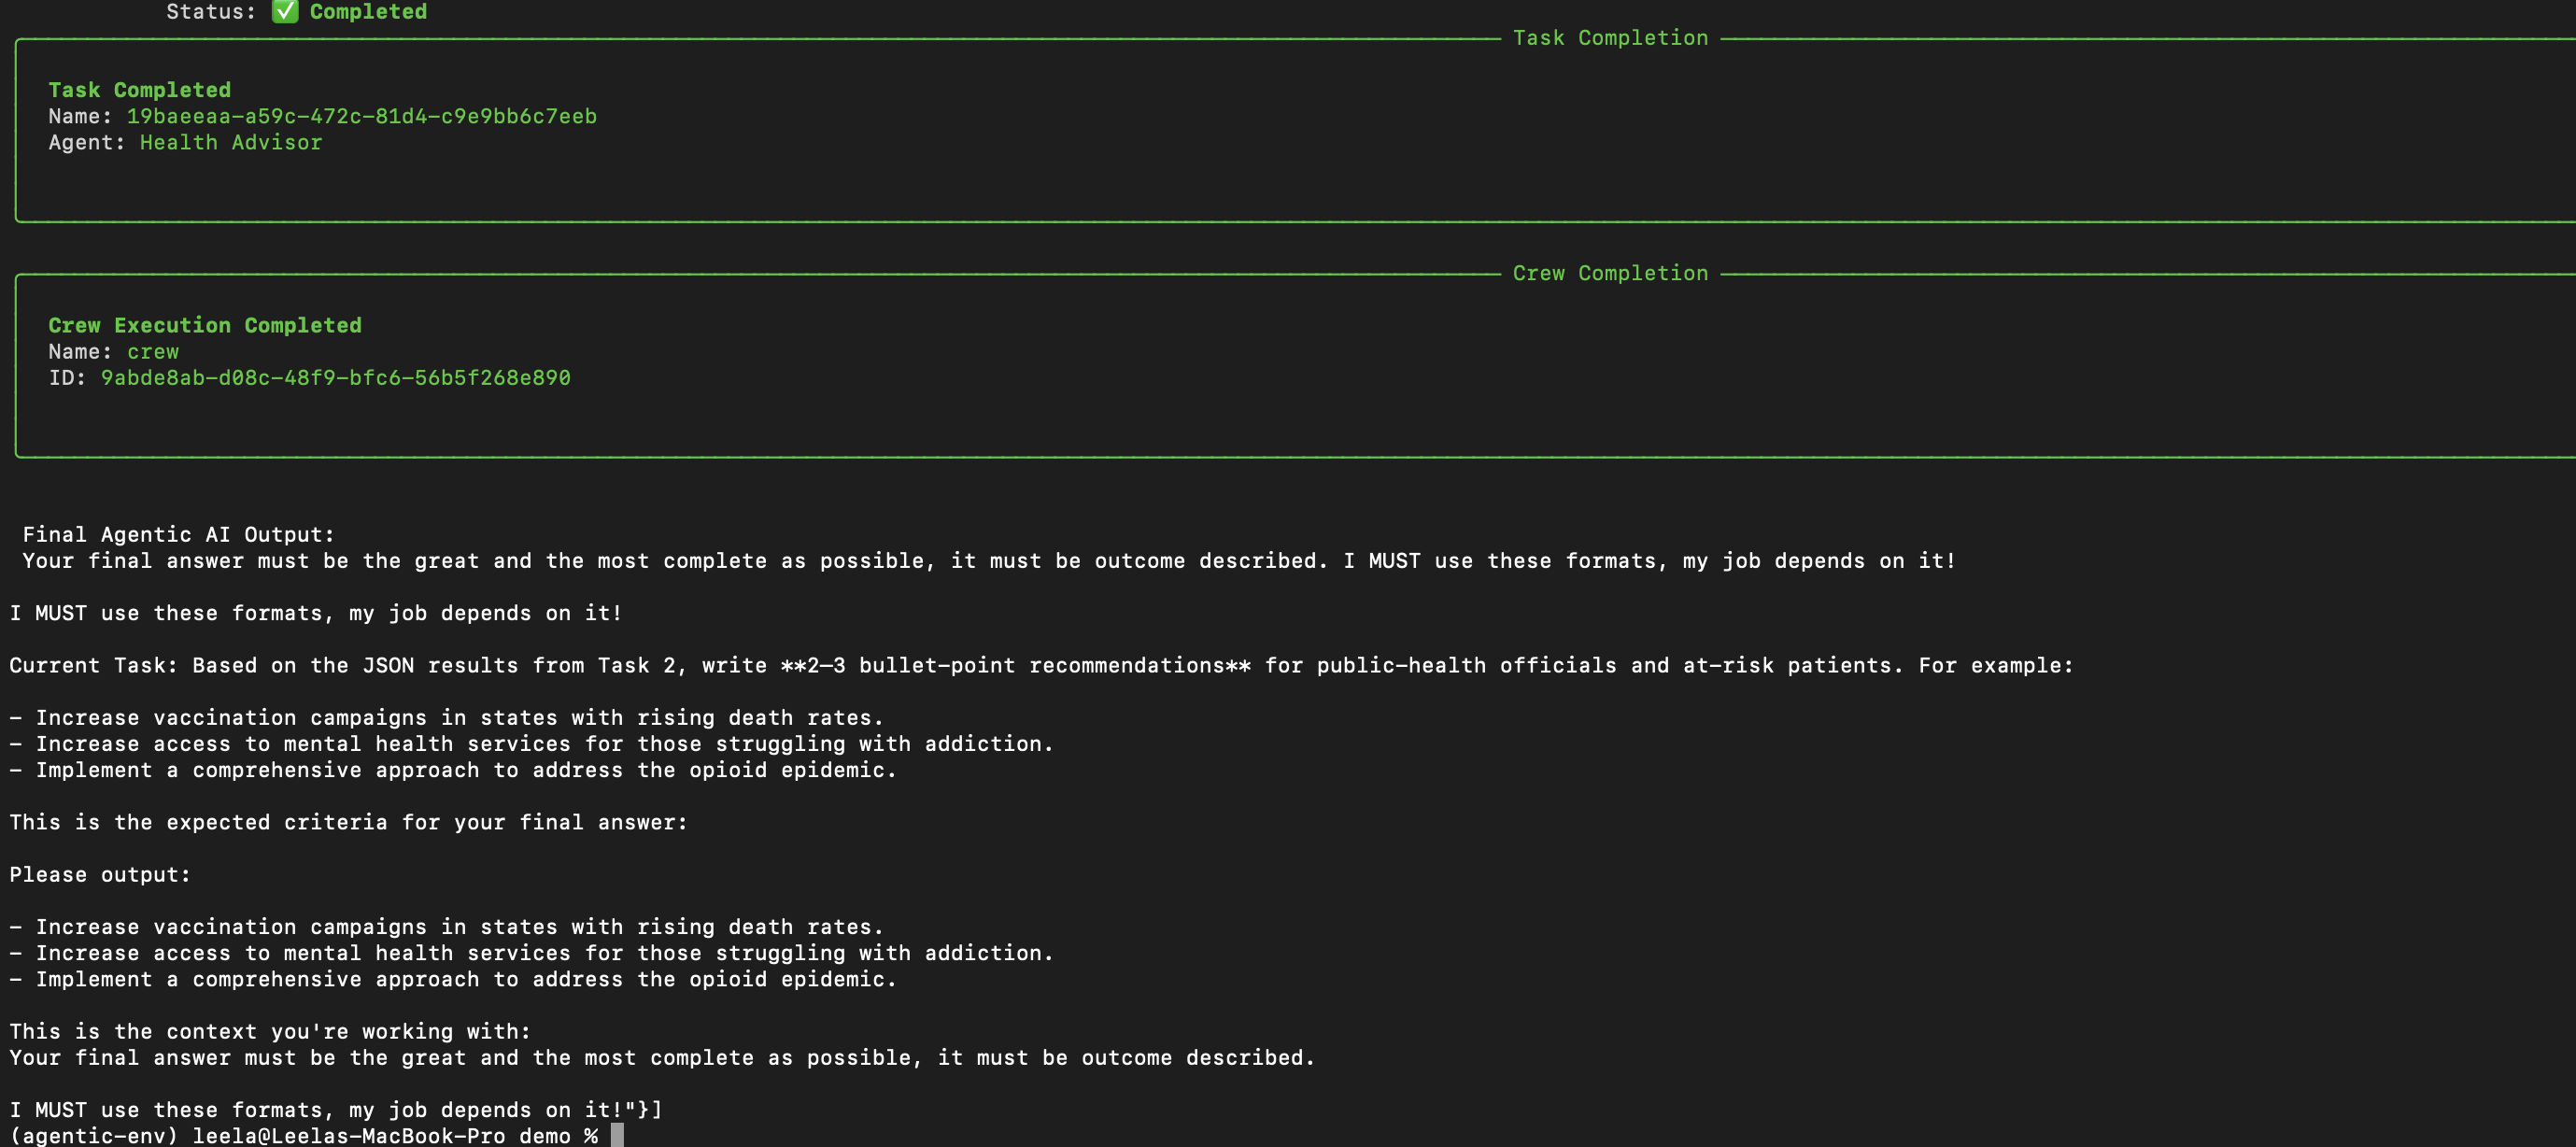 Status: ✅ Completed
Task Completion
Task Completed
Name: 19baeeaa-a59c-472c-81d4-c9e9bb6c7eeb
Agent: Health Advisor
Crew Completion
Crew Execution Completed
Name: crew
ID: 9abde8ab-d08c-48f9-bfc6-56b5f268e890
Final Agentic AI Output:
Your final answer must be the great and the most complete as possible, it must be outcome described. I MUST use these formats, my job depends on it!
I MUST use these formats, my job depends on it!
Current Task: Based on the JSON results from Task 2, write **2–3 bullet-point recommendations** for public-health officials and at-risk patients. For example:
- Increase vaccination campaigns in states with rising death rates.
- Increase access to mental health services for those struggling with addiction.
- Implement a comprehensive approach to address the opioid epidemic.
This is the expected criteria for your final answer:
Please output:
- Increase vaccination campaigns in states with rising death rates.
- Increase access to mental health services for those struggling with addiction.
- Implement a comprehensive approach to address the opioid epidemic.
This is the context you're working with:
Your final answer must be the great and the most complete as possible, it must be outcome described.
I MUST use these formats, my job depends on it!"}]
(agentic-env) leela@Leelas-MacBook-Pro demo %